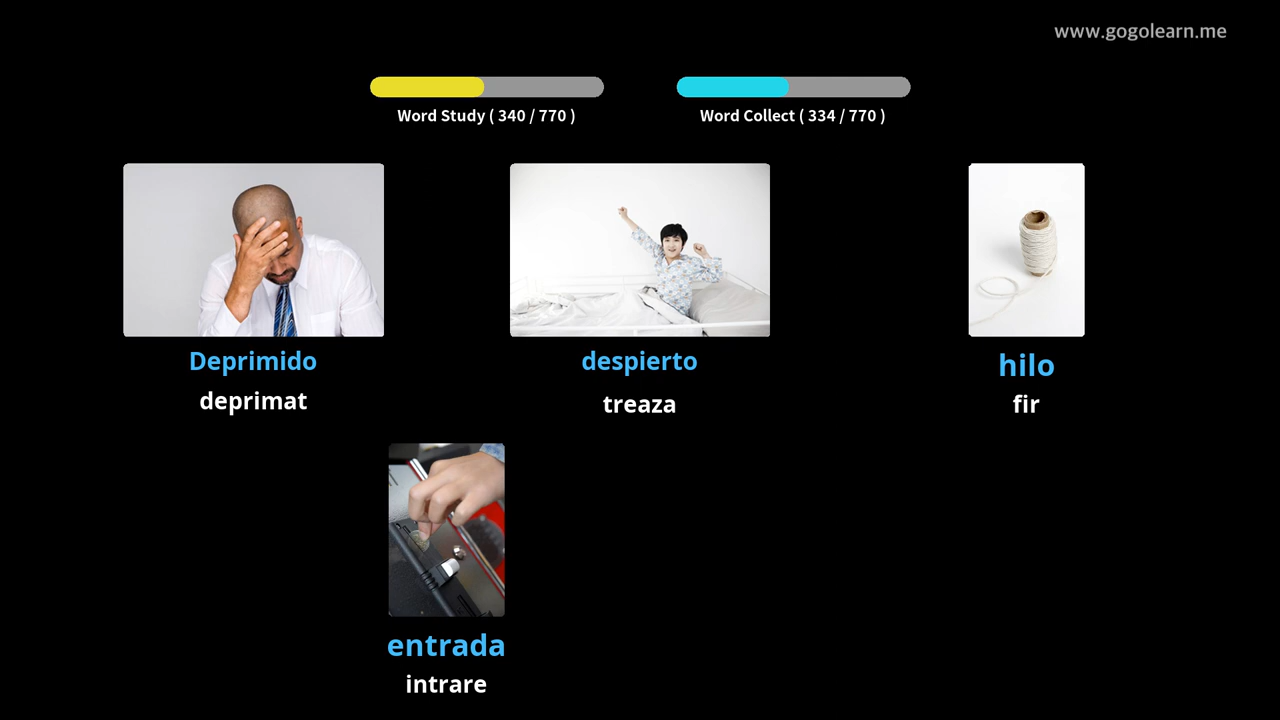 www.gogolearn.me
Word Study ( 340 / 770 )
Word Collect ( 334 / 770 )
Deprimido
deprimat
despierto
treaza
hilo
fir
entrada
intrare